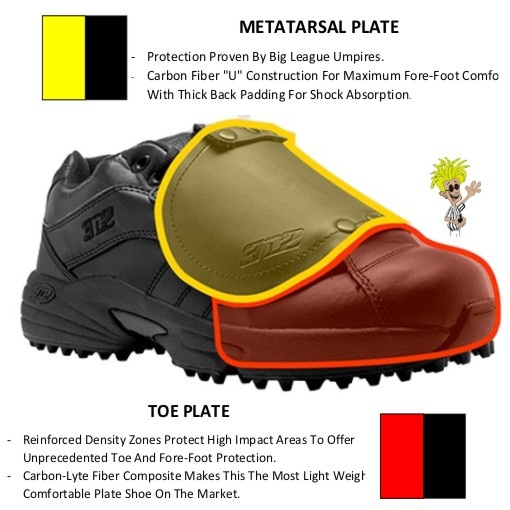 METATARSAL PLATE
- Protection Proven By Big League Umpires.
- Carbon Fiber "U" Construction For Maximum Fore-Foot Comfo
With Thick Back Padding For Shock Absorption.
3n2
3n2
TOE PLATE
- Reinforced Density Zones Protect High Impact Areas To Offer
Unprecedented Toe And Fore-Foot Protection.
- Carbon-Lyte Fiber Composite Makes This The Most Light Weigh
Comfortable Plate Shoe On The Market.